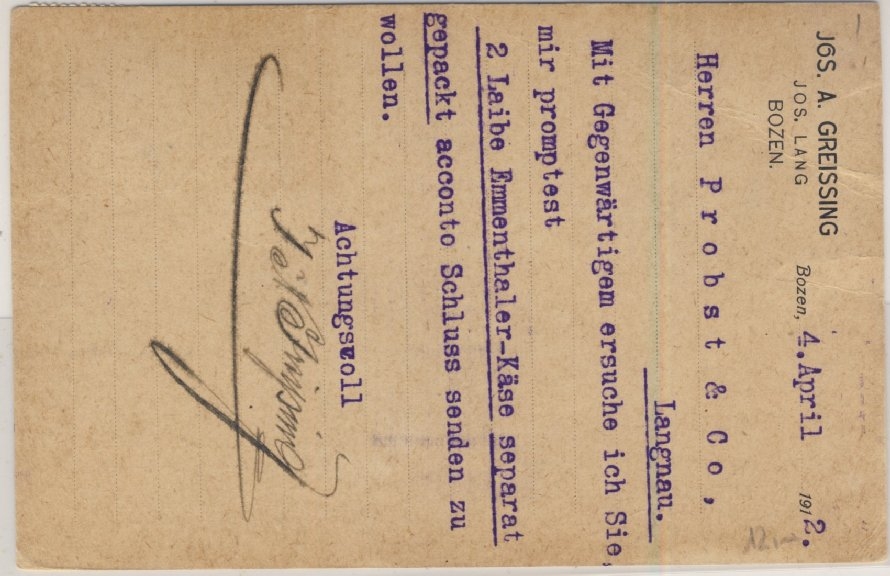 JOS. A. GREISSING
JOS. LANG
BOZEN.
Bozen, 4. April 1912.
Herren Probst & Co,
Langnau.
Mit Gegenwärtigem ersuche ich Sie,
mir promptest
2 Laibe Emmenthaler-Käse separat
gepackt acconto Schluss senden zu
wollen.
Achtungsvoll